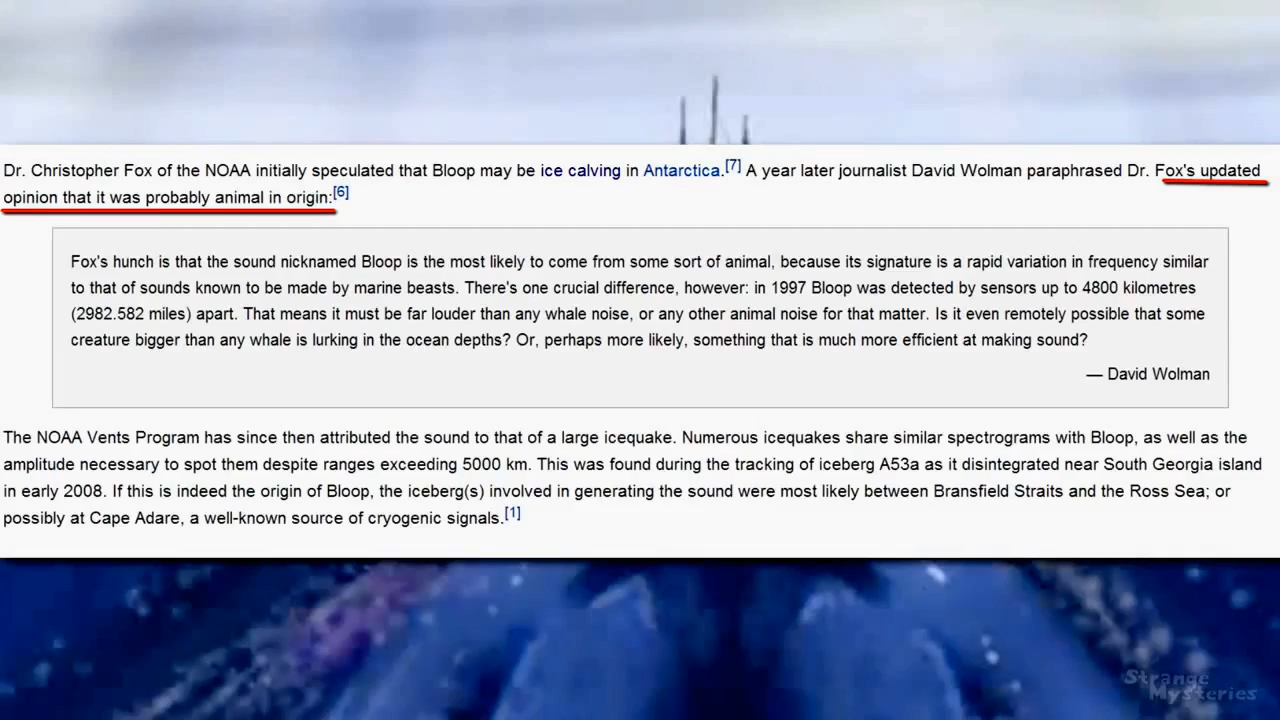 Dr. Christopher Fox of the NOAA initially speculated that Bloop may be ice calving in Antarctica.[7] A year later journalist David Wolman paraphrased Dr. Fox's updated
opinion that it was probably animal in origin:[6]
Fox's hunch is that the sound nicknamed Bloop is the most likely to come from some sort of animal, because its signature is a rapid variation in frequency similar
to that of sounds known to be made by marine beasts. There's one crucial difference, however: in 1997 Bloop was detected by sensors up to 4800 kilometres
(2982.582 miles) apart. That means it must be far louder than any whale noise, or any other animal noise for that matter. Is it even remotely possible that some
creature bigger than any whale is lurking in the ocean depths? Or, perhaps more likely, something that is much more efficient at making sound?
— David Wolman
The NOAA Vents Program has since then attributed the sound to that of a large icequake. Numerous icequakes share similar spectrograms with Bloop, as well as the
amplitude necessary to spot them despite ranges exceeding 5000 km. This was found during the tracking of iceberg A53a as it disintegrated near South Georgia island
in early 2008. If this is indeed the origin of Bloop, the iceberg(s) involved in generating the sound were most likely between Bransfield Straits and the Ross Sea; or
possibly at Cape Adare, a well-known source of cryogenic signals.[1]
Strange
Mysteries